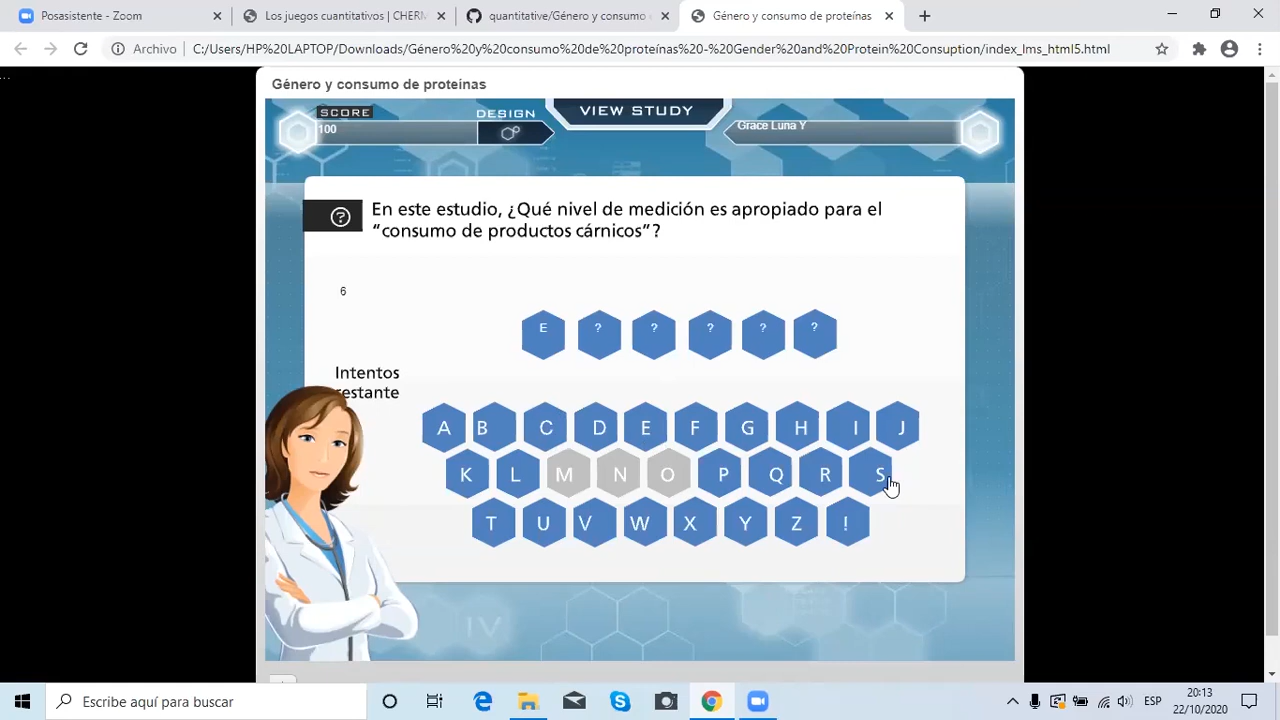 Posasistente - Zoom
Los juegos cuantitativos | CHERM
quantitative/Género y consumo
Género y consumo de proteínas
Archivo
C:/Users/HP%20LAPTOP/Downloads/Género%20y%20consumo%20de%20proteínas%20-%20Gender%20and%20Protein%20Consuption/index_lms_html5.html
...
Género y consumo de proteínas
SCORE
100
DESIGN
VIEW STUDY
Grace Luna Y
? En este estudio, ¿Qué nivel de medición es apropiado para el
“consumo de productos cárnicos”?
6
E ? ? ? ? ?
Intentos
restante
A B C D E F G H I J
K L M N O P Q R S
T U V W X Y Z !
IV
Escribe aquí para buscar
ESP
20:13
22/10/2020